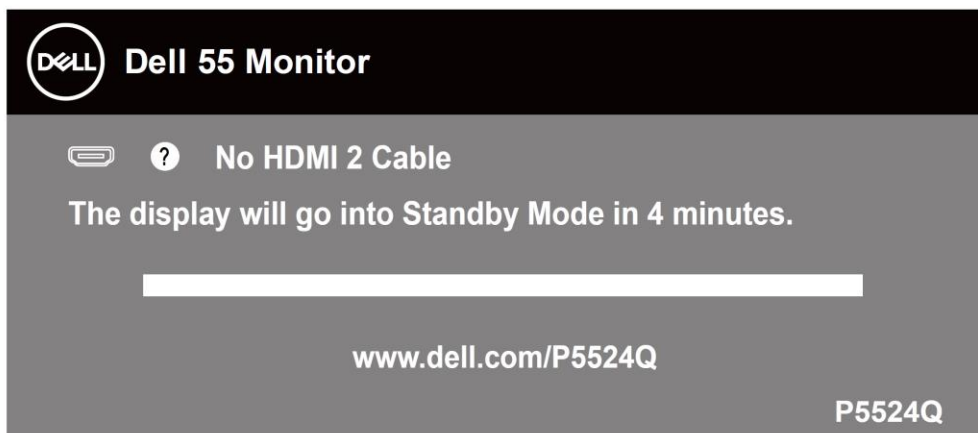 DELL Dell 55 Monitor
? No HDMI 2 Cable
The display will go into Standby Mode in 4 minutes.
www.dell.com/P5524Q
P5524Q